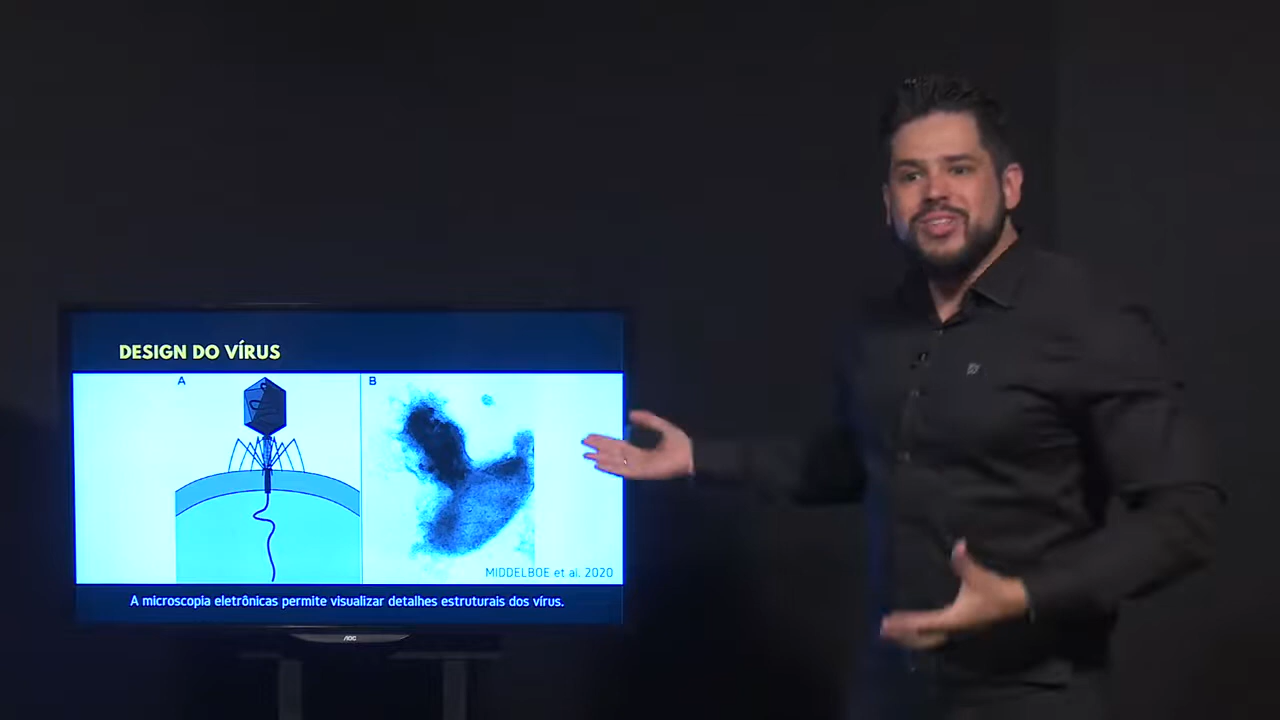 DESIGN DO VÍRUS
A
B
MIDDELBOE et al. 2020
A microscopia eletrônicas permite visualizar detalhes estruturais dos vírus.
AOC